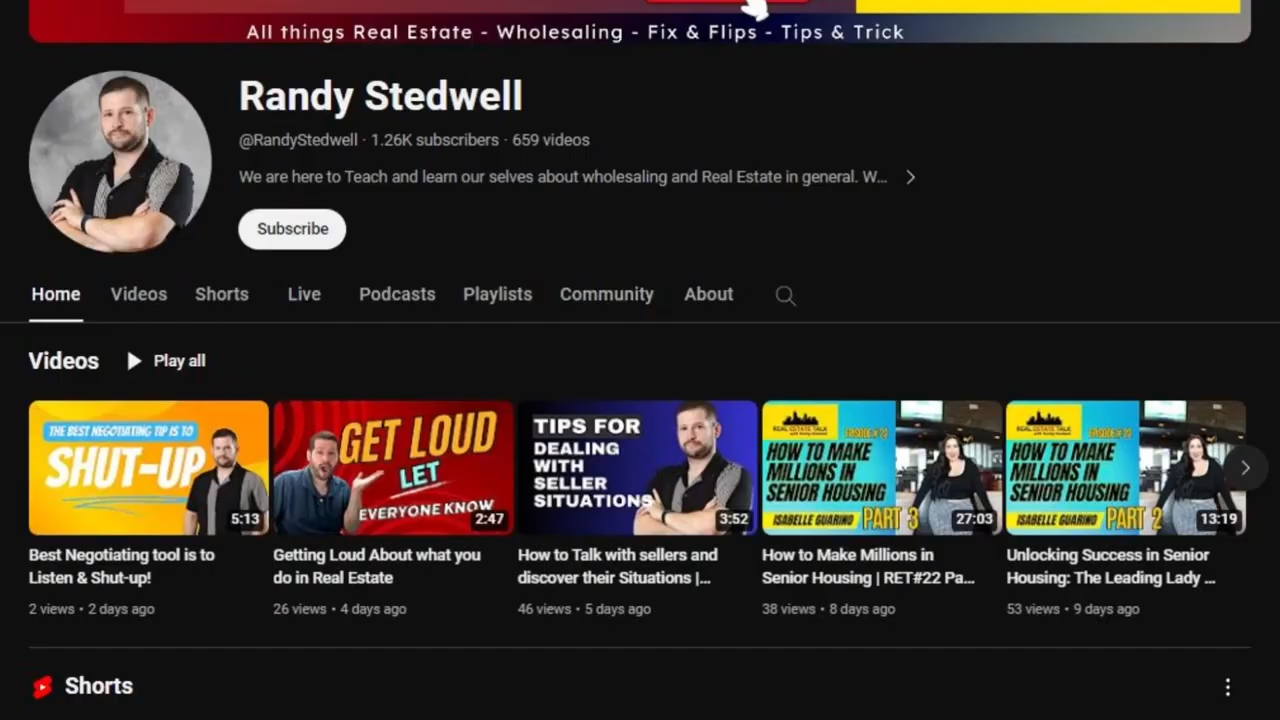 All things Real Estate - Wholesaling - Fix & Flips - Tips & Trick
Randy Stedwell
@RandyStedwell · 1.26K subscribers · 659 videos
We are here to Teach and learn our selves about wholesaling and Real Estate in general. W...
Subscribe
Home Videos Shorts Live Podcasts Playlists Community About
Videos Play all
THE BEST NEGOTIATING TIP IS TO
SHUT-UP
5:13
GET LOUD
LET
EVERYONE KNOW
2:47
TIPS FOR
DEALING
WITH
SELLER
SITUATIONS
3:52
REAL ESTATE TALK
EPISODE# 22
HOW TO MAKE
MILLIONS IN
SENIOR HOUSING
ISABELLE GUARINO PART 3
27:03
REAL ESTATE TALK
EPISODE# 22
HOW TO MAKE
MILLIONS IN
SENIOR HOUSING
ISABELLE GUARINO PART 2
13:19
Best Negotiating tool is to
Listen & Shut-up!
2 views • 2 days ago
Getting Loud About what you
do in Real Estate
26 views • 4 days ago
How to Talk with sellers and
discover their Situations |...
46 views • 5 days ago
How to Make Millions in
Senior Housing | RET#22 Pa...
38 views • 8 days ago
Unlocking Success in Senior
Housing: The Leading Lady ...
53 views • 9 days ago
Shorts